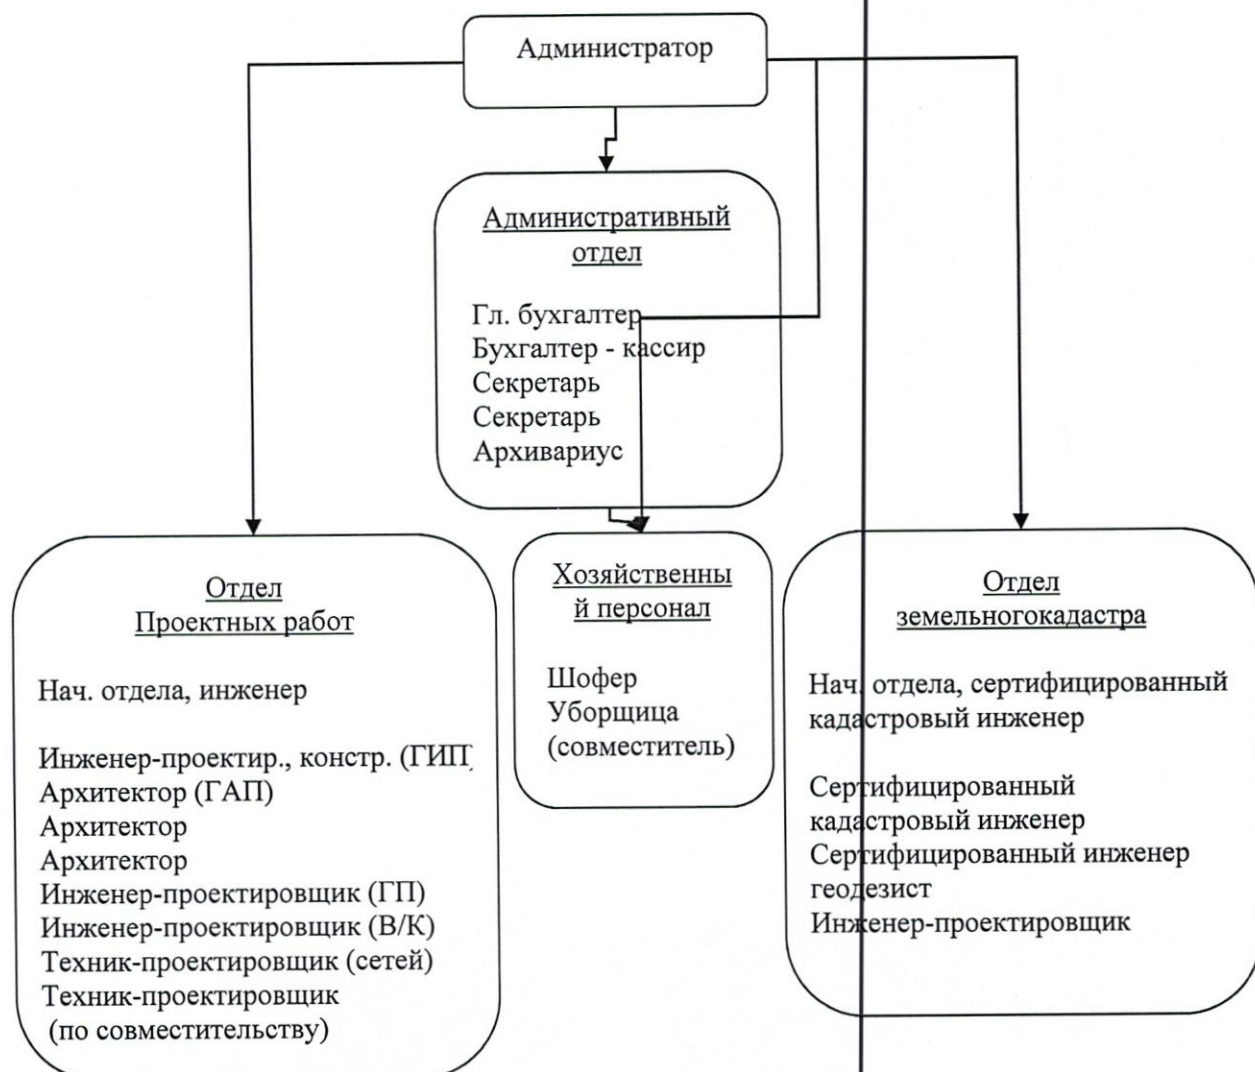 Администратор
Административный
отдел
Гл. бухгалтер
Бухгалтер - кассир
Секретарь
Секретарь
Архивариус
Отдел
Проектных работ
Нач. отдела, инженер
Инженер-проектир., констр. (ГИП)
Архитектор (ГАП)
Архитектор
Архитектор
Инженер-проектировщик (ГП)
Инженер-проектировщик (В/К)
Техник-проектировщик (сетей)
Техник-проектировщик
(по совместительству)
Хозяйственны
й персонал
Шофер
Уборщица
(совместитель)
Отдел
земельногокадастра
Нач. отдела, сертифицированный
кадастровый инженер
Сертифицированный
кадастровый инженер
Сертифицированный инженер
геодезист
Инженер-проектировщик